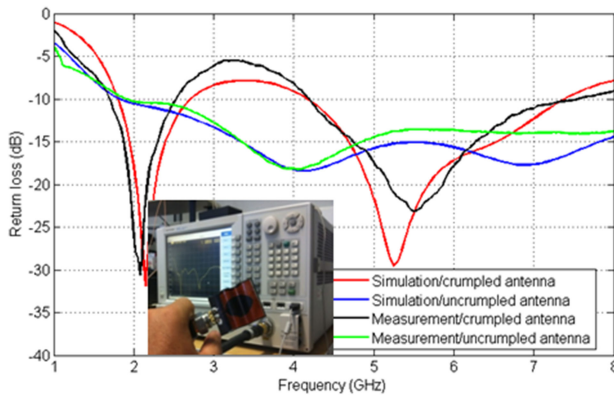 0
-5
-10
-15
-20
-25
-30
-35
-40
Return loss (dB)
1 2 3 4 5 6 7 8
Frequency (GHz)
Simulation/crumpled antenna
Simulation/uncrumpled antenna
Measurement/crumpled antenna
Measurement/uncrumpled antenna